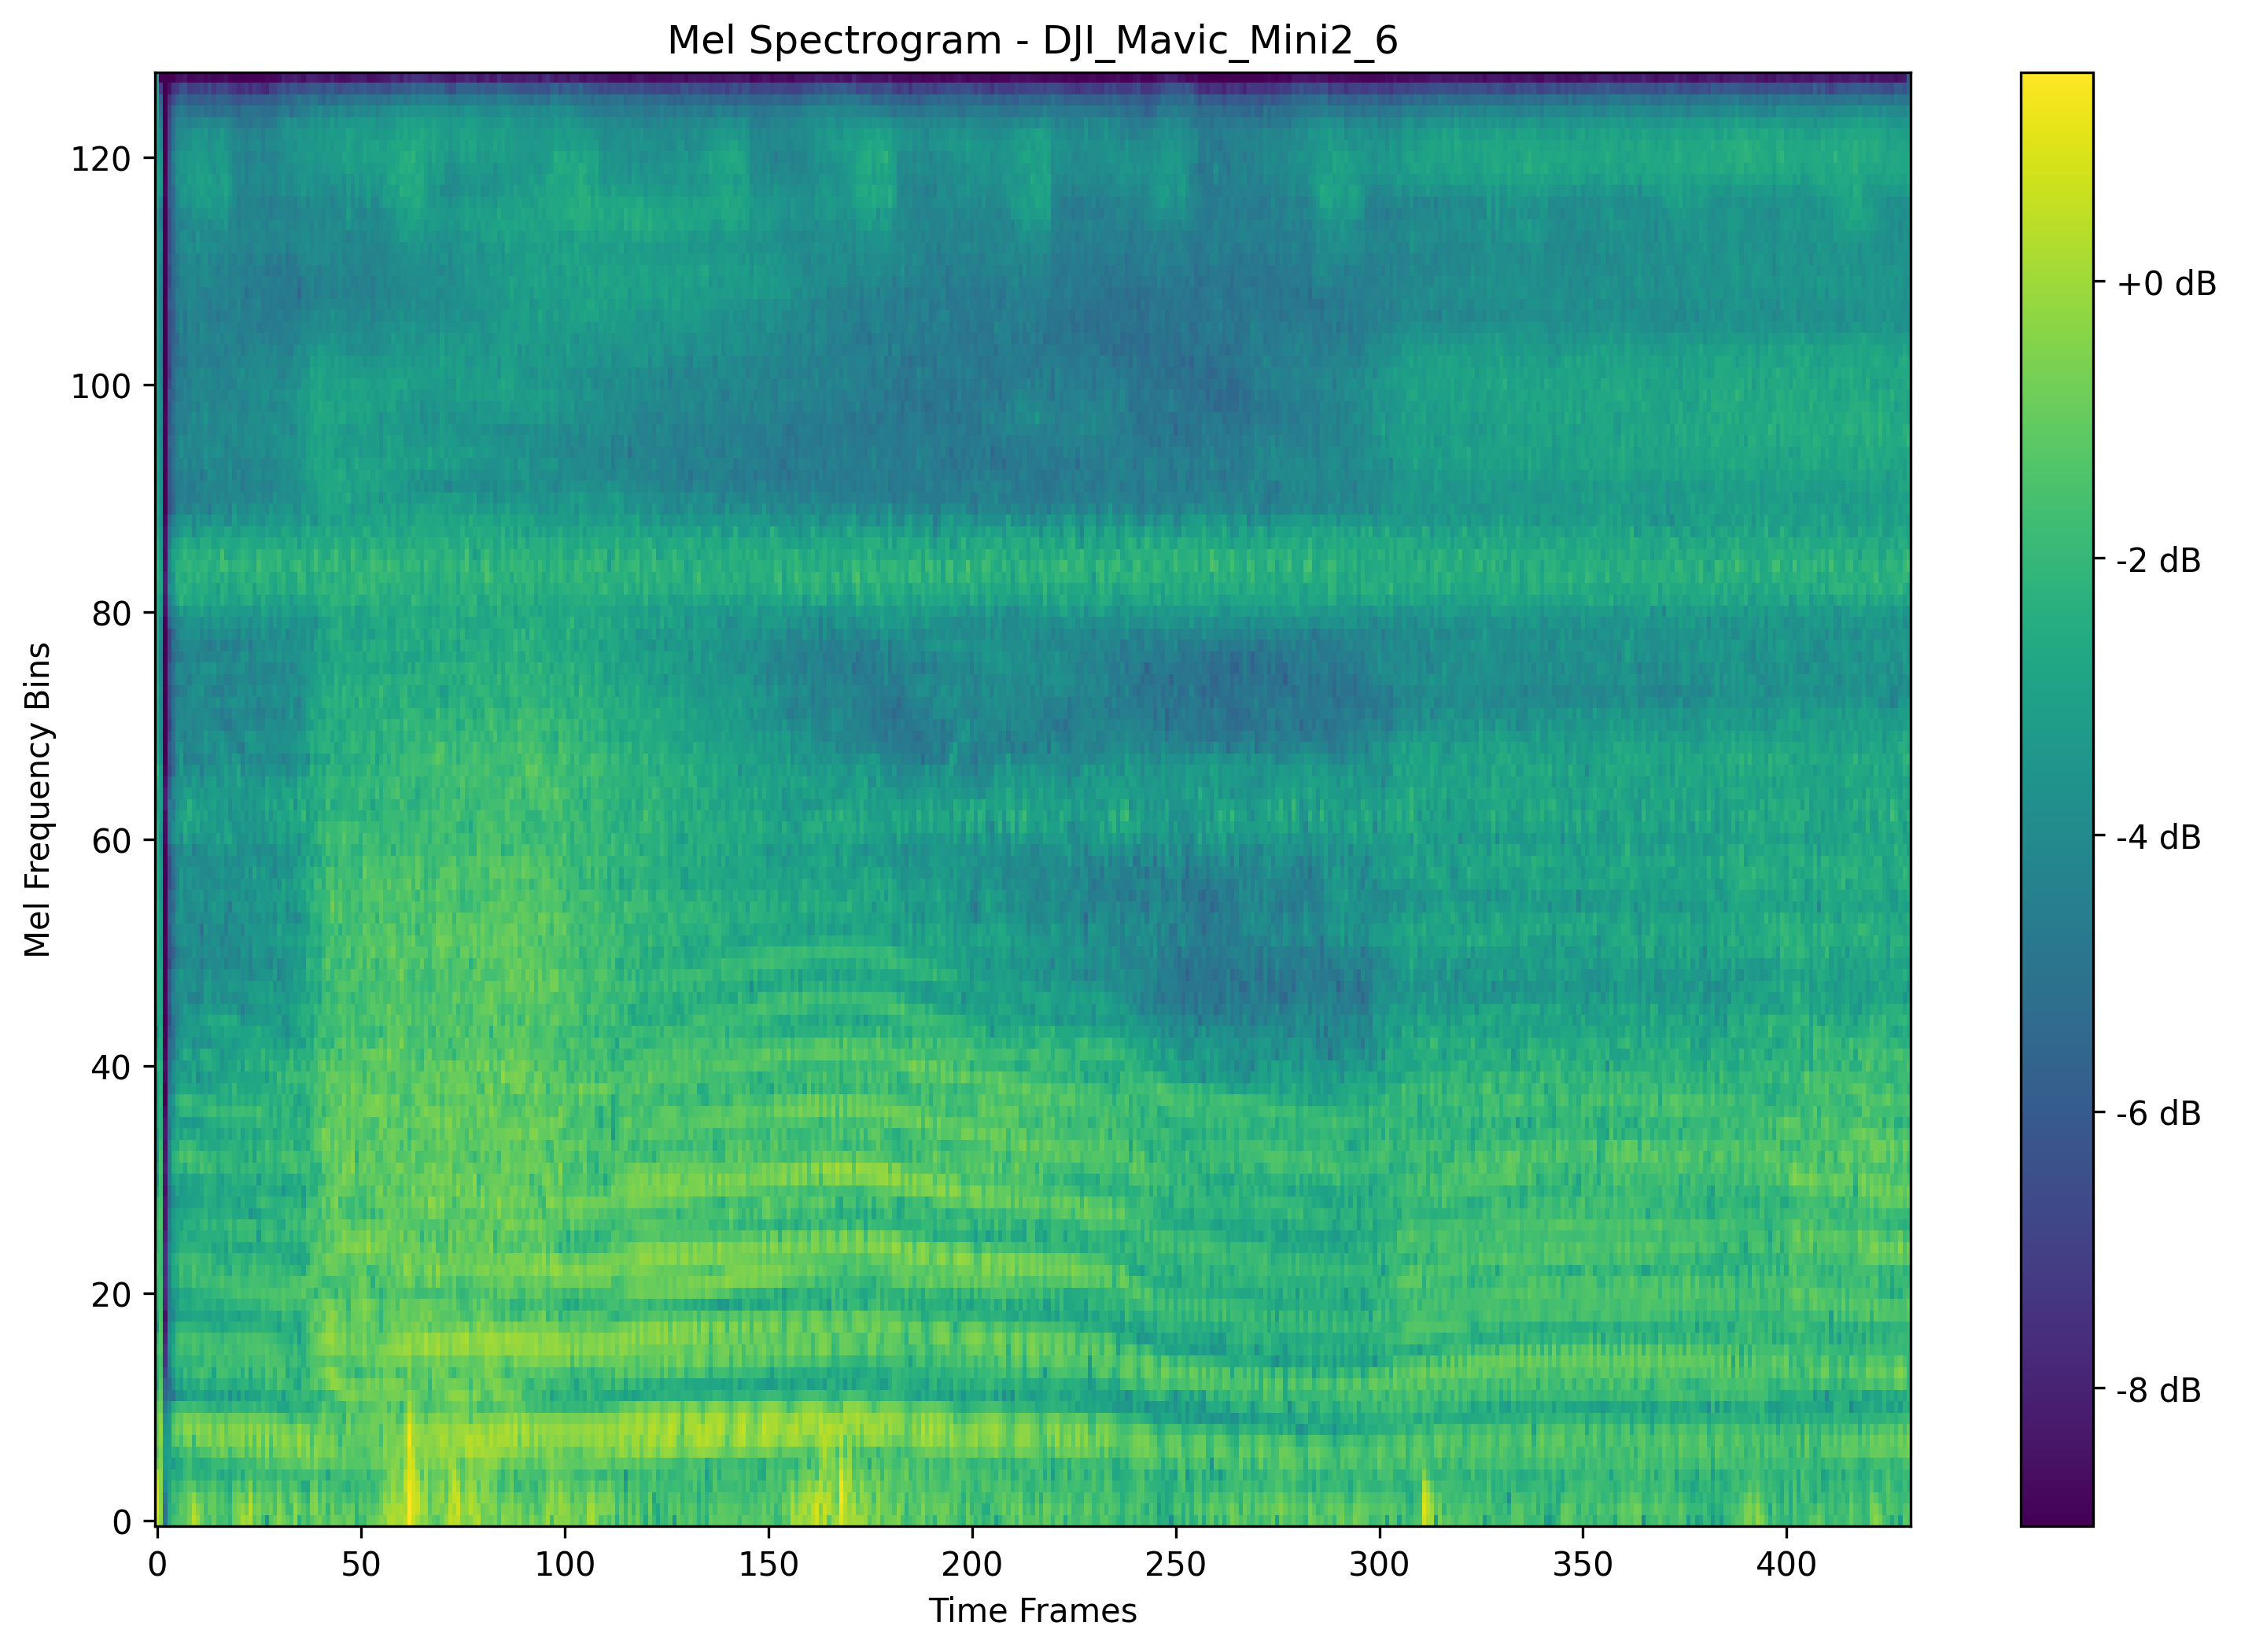 Mel Spectrogram - DJI_Mavic_Mini2_6
Mel Frequency Bins
120
100
80
60
40
20
0
0 50 100 150 200 250 300 350 400
Time Frames
+0 dB
-2 dB
-4 dB
-6 dB
-8 dB